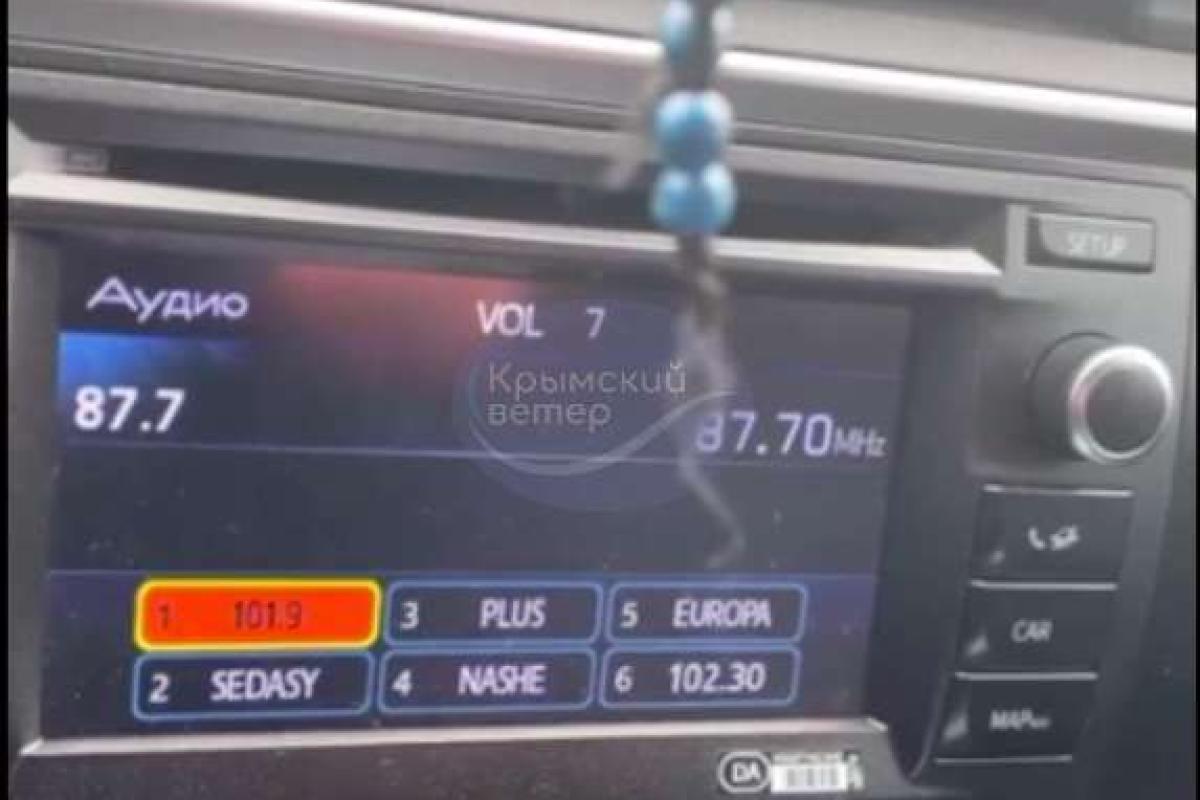 SETUP
Аудио
VOL 7
Крымский
ветер
87.7
87.70MHz
1 101.9
3 PLUS
5 EUROPA
2 SEDASY
4 NASHE
6 102.30
CAR
MAP
DA